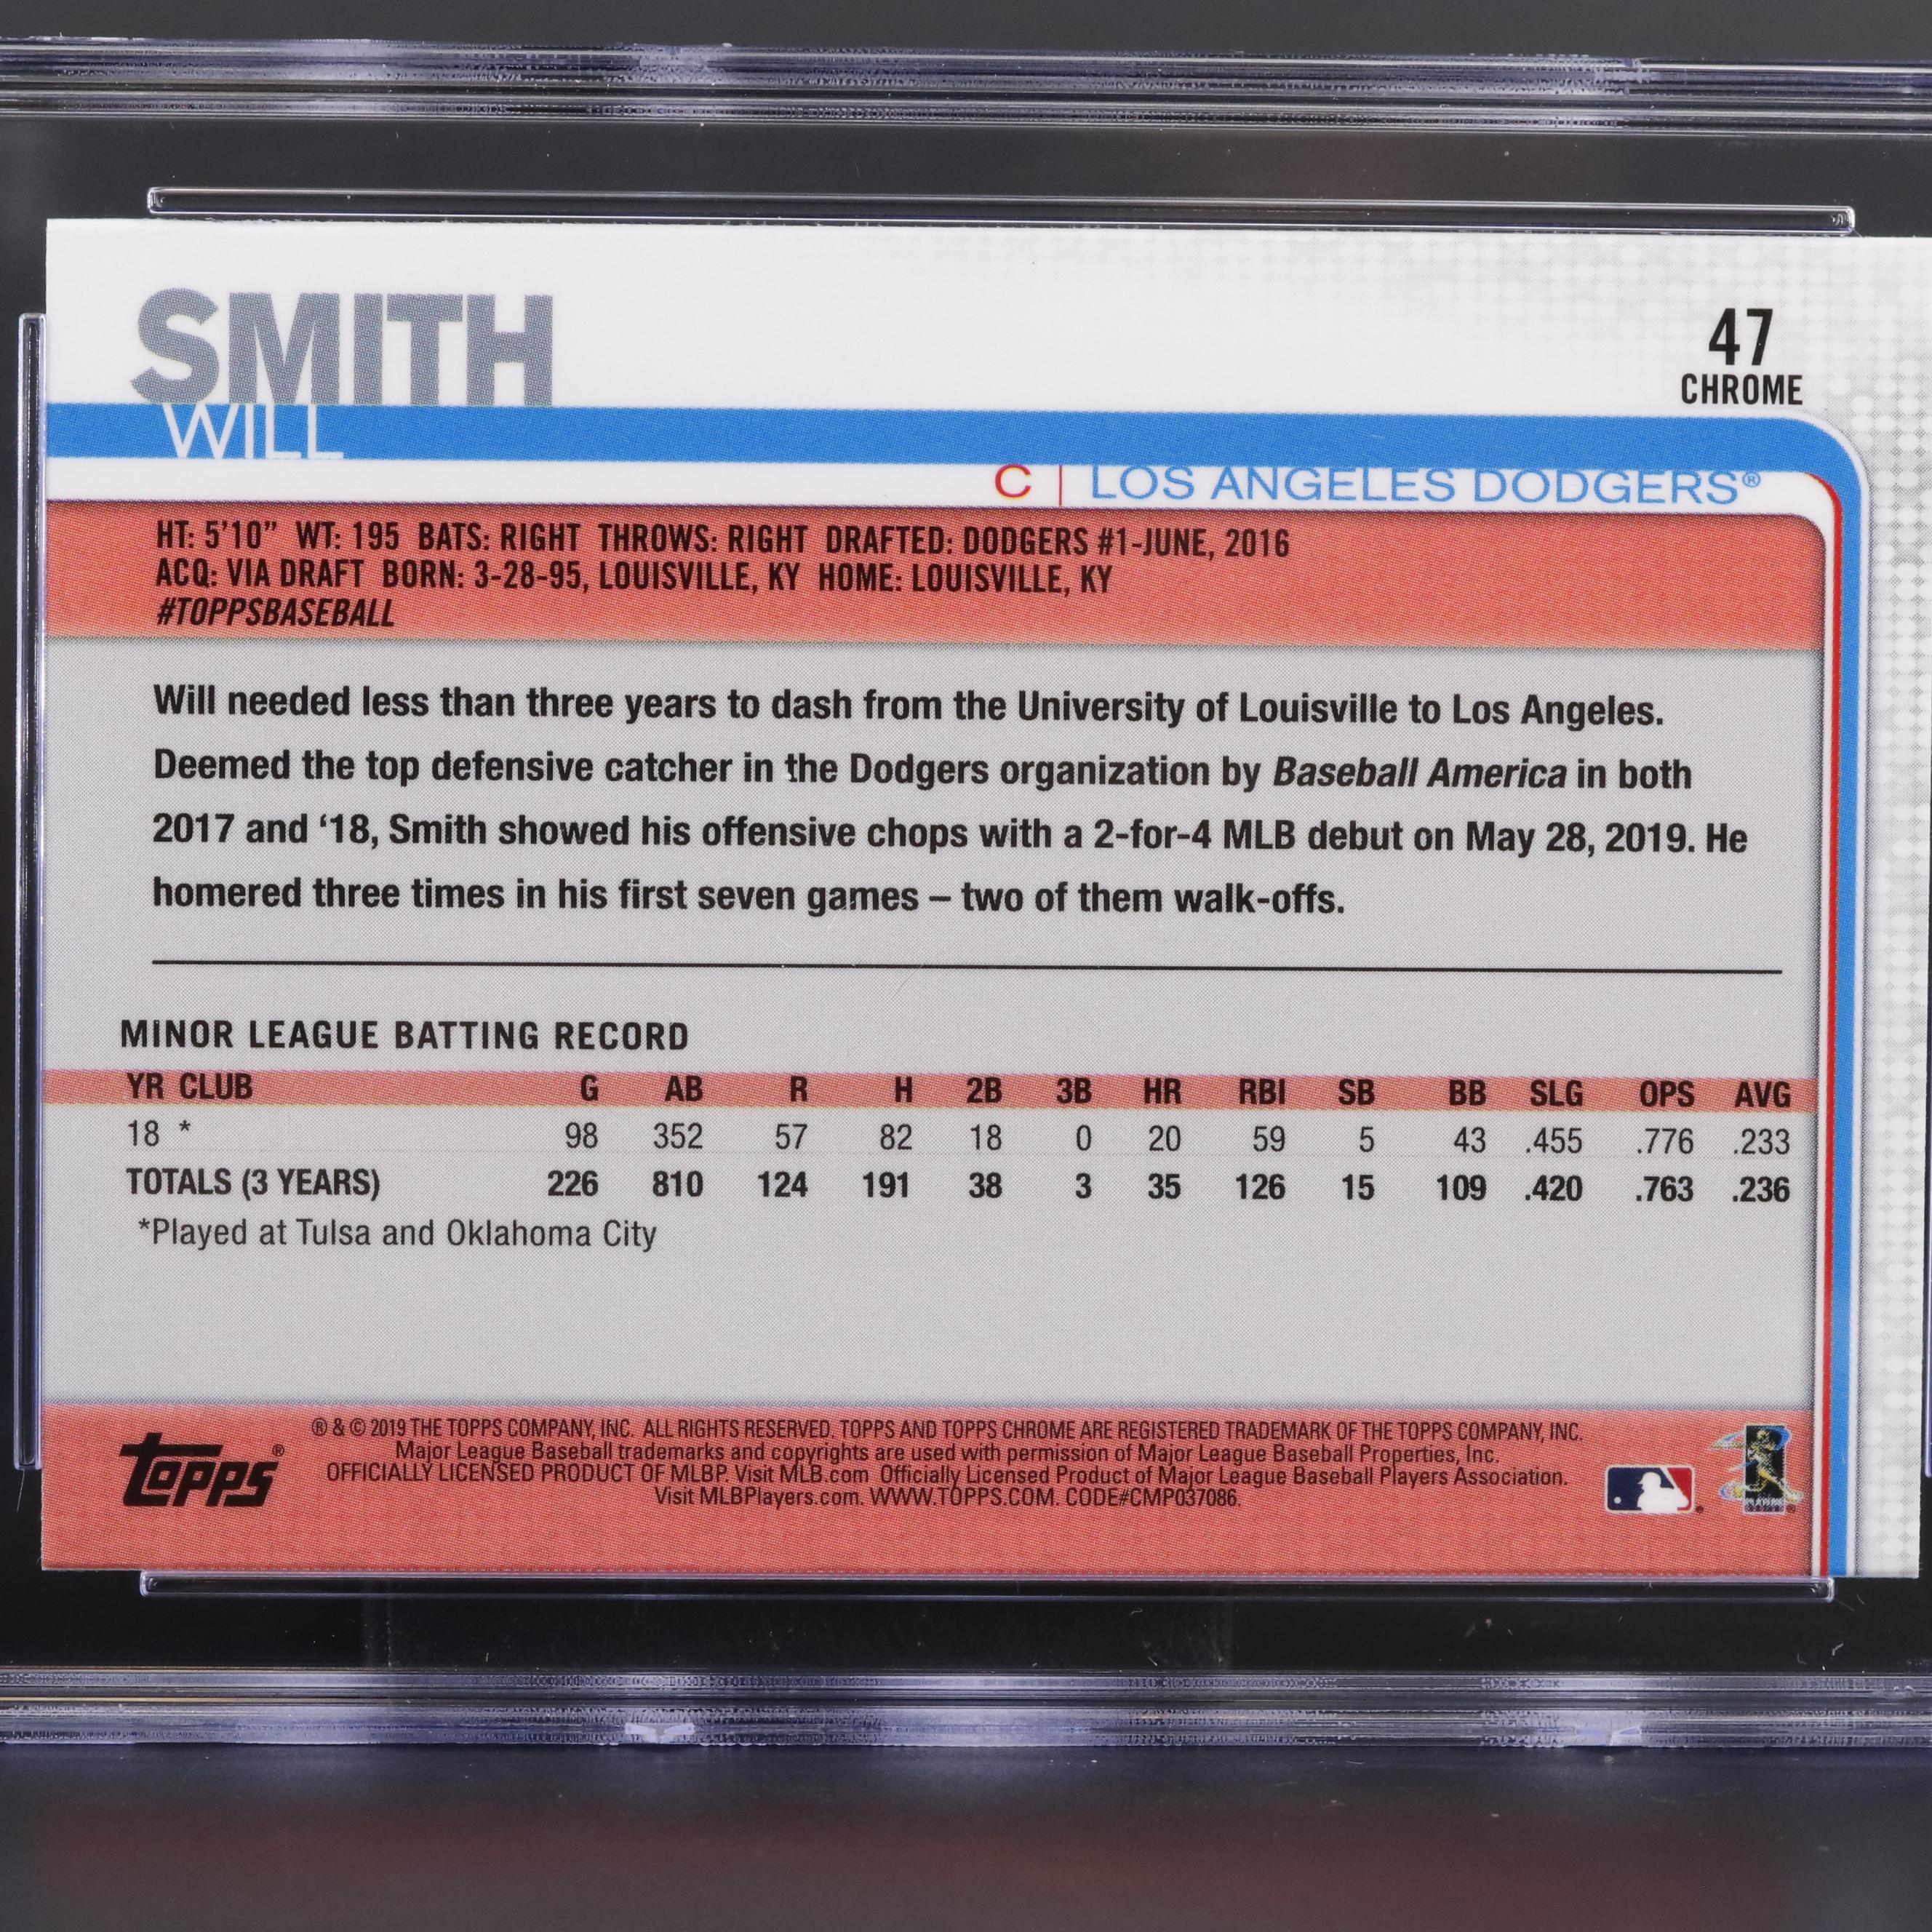 SMITH
WILL
47
CHROME
C | LOS ANGELES DODGERS®
HT: 5'10” WT: 195 BATS: RIGHT THROWS: RIGHT DRAFTED: DODGERS #1-JUNE, 2016
ACQ: VIA DRAFT BORN: 3-28-95, LOUISVILLE, KY HOME: LOUISVILLE, KY
#TOPPSBASEBALL
Will needed less than three years to dash from the University of Louisville to Los Angeles.
Deemed the top defensive catcher in the Dodgers organization by Baseball America in both
2017 and ‘18, Smith showed his offensive chops with a 2-for-4 MLB debut on May 28, 2019. He
homered three times in his first seven games – two of them walk-offs.
MINOR LEAGUE BATTING RECORD
YR CLUB G AB R H 2B 3B HR RBI SB BB SLG OPS AVG
18 * 98 352 57 82 18 0 20 59 5 43 .455 .776 .233
TOTALS (3 YEARS) 226 810 124 191 38 3 35 126 15 109 .420 .763 .236
*Played at Tulsa and Oklahoma City
topps®
® & © 2019 THE TOPPS COMPANY, INC. ALL RIGHTS RESERVED. TOPPS AND TOPPS CHROME ARE REGISTERED TRADEMARK OF THE TOPPS COMPANY, INC.
Major League Baseball trademarks and copyrights are used with permission of Major League Baseball Properties, Inc.
OFFICIALLY LICENSED PRODUCT OF MLBP. Visit MLB.com Officially Licensed Product of Major League Baseball Players Association.
Visit MLBPlayers.com. WWW.TOPPS.COM. CODE#CMP037086.